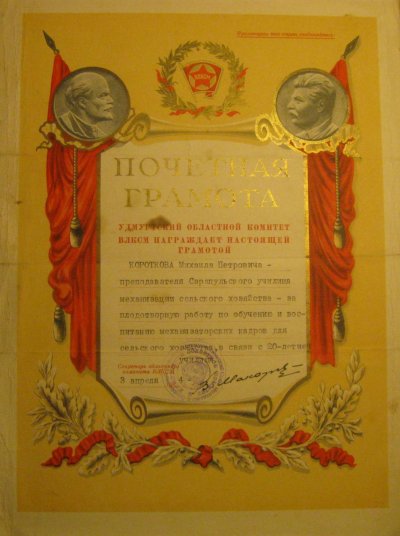 Пролетарии всех стран, соединяйтесь!
ВЛКСМ
ПОЧЕТНАЯ
ГРАМОТА
УДМУРТСКИЙ ОБЛАСТНОЙ КОМИТЕТ
ВЛКСМ НАГРАЖДАЕТ НАСТОЯЩЕЙ
ГРАМОТОЙ
КОРОТКОВА Михаила Петровича -
преподавателя Сарапульского училища
механизации сельского хозяйства - за
плодотворную работу по обучению и вос-
питанию механизаторских кадров для
сельского хозяйства в связи с 20-летием
училища.
Секретарь областного
комитета ВЛКСМ
3 апреля